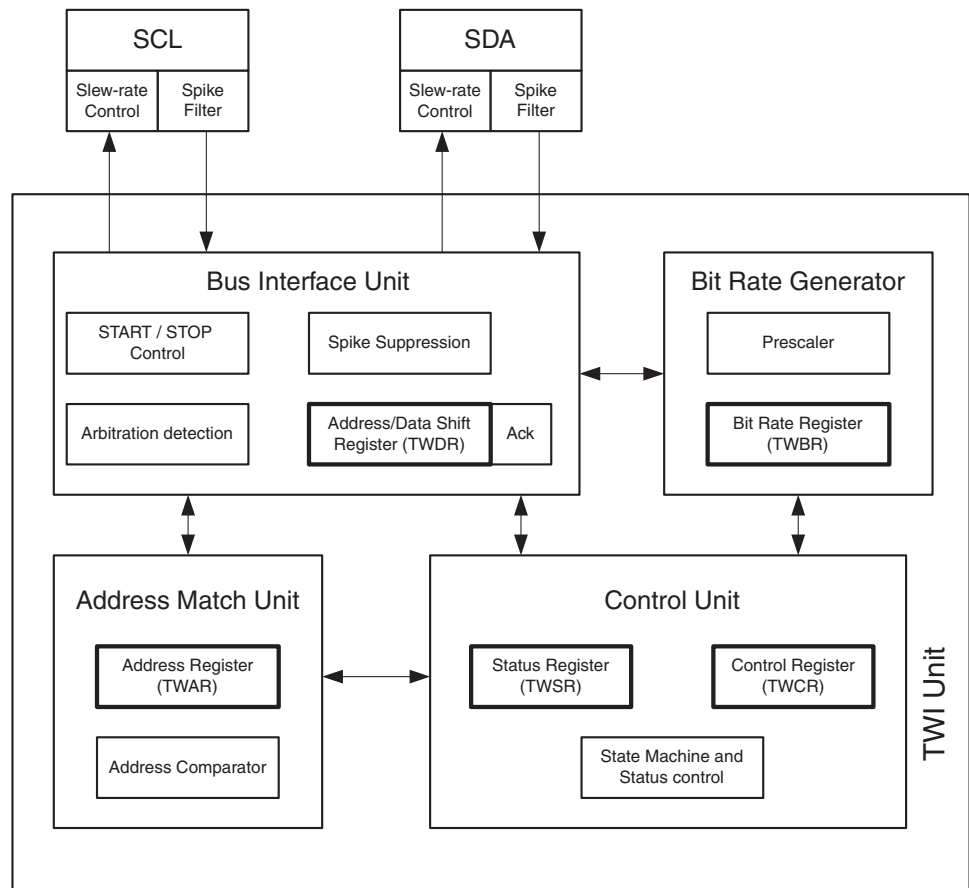 SCL
Slew-rate
Control
Spike
Filter
SDA
Slew-rate
Control
Spike
Filter
Bus Interface Unit
START / STOP
Control
Spike Suppression
Arbitration detection
Address/Data Shift
Register (TWDR)
Ack
Bit Rate Generator
Prescaler
Bit Rate Register
(TWBR)
Address Match Unit
Address Register
(TWAR)
Address Comparator
Control Unit
Status Register
(TWSR)
Control Register
(TWCR)
State Machine and
Status control
TWI Unit